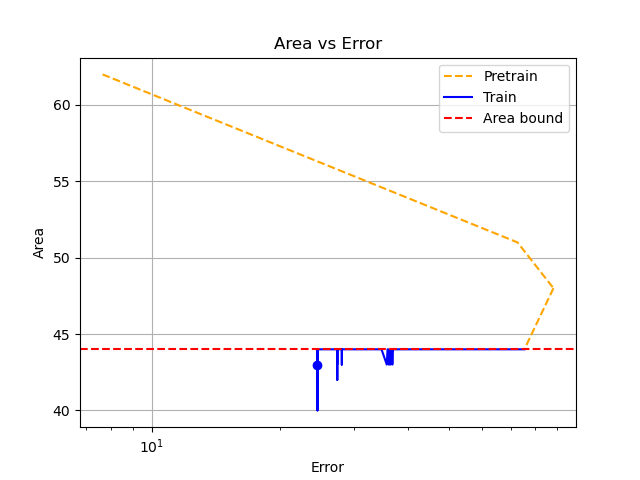 Area vs Error
Pretrain
Train
Area bound
60
55
50
45
40
Area
10¹
Error